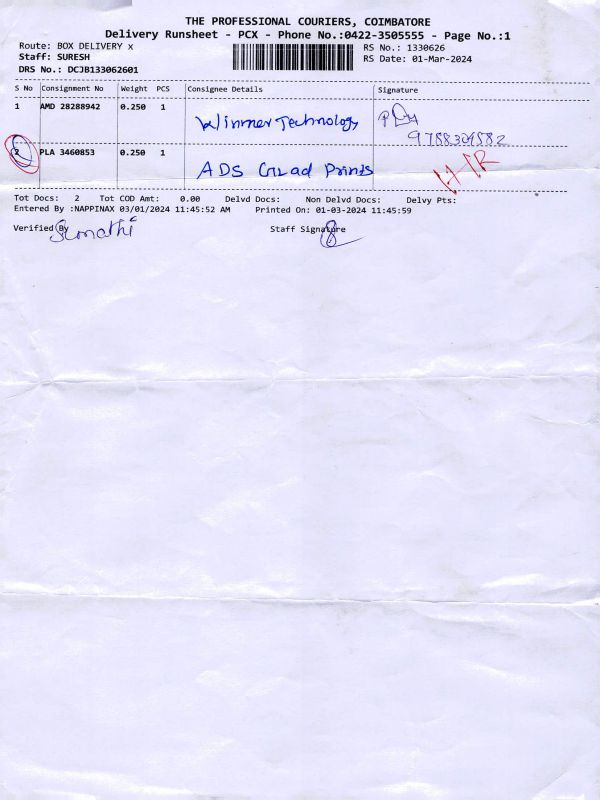 THE PROFESSIONAL COURIERS, COIMBATORE
Delivery Runsheet - PCX - Phone No.:0422-3505555 - Page No.:1
Route: BOX DELIVERY x RS No.: 1330626
Staff: SURESH RS Date: 01-Mar-2024
DRS No.: DCJB133062601
S No Consignment No Weight PCS Consignee Details Signature
1 AMD 28288942 0.250 1
Winner Technology
9788309582
2 PLA 3460853 0.250 1
ADS Prints
Tot Docs: 2 Tot COD Amt: 0.00 Delvd Docs: Non Delvd Docs: Delvy Pts:
Entered By :NAPPINAX 03/01/2024 11:45:52 AM Printed On: 01-03-2024 11:45:59
Verified By Staff Signature
Sumathi